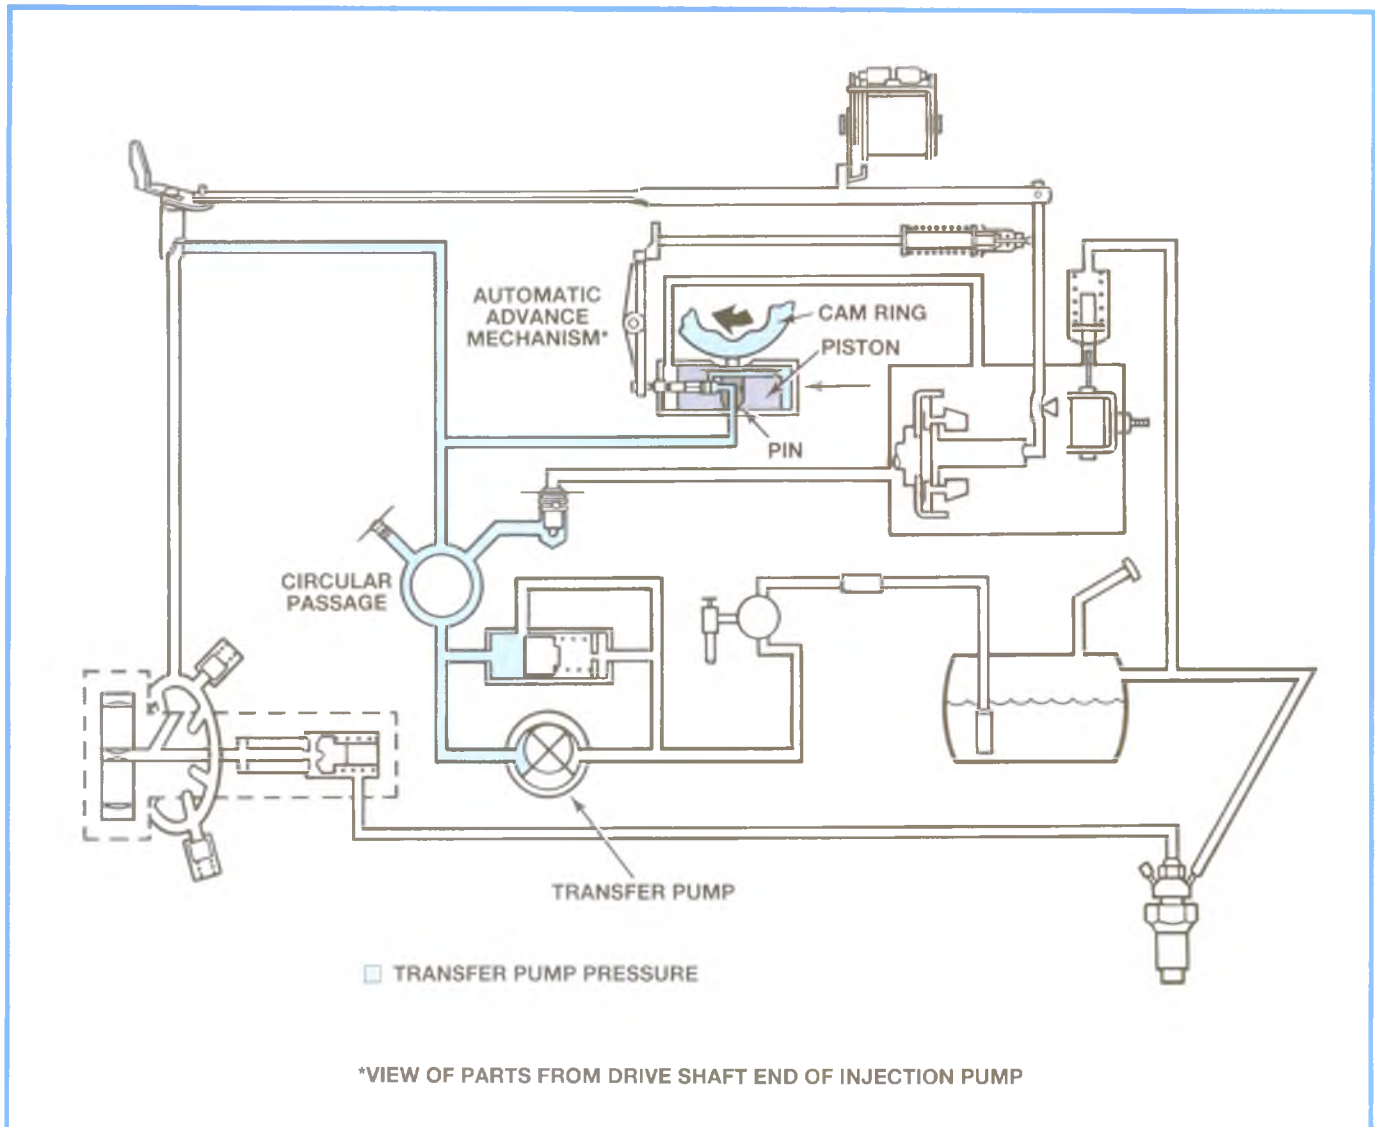 AUTOMATIC
ADVANCE
MECHANISM*
CAM RING
PISTON
PIN
CIRCULAR
PASSAGE
TRANSFER PUMP
TRANSFER PUMP PRESSURE
*VIEW OF PARTS FROM DRIVE SHAFT END OF INJECTION PUMP